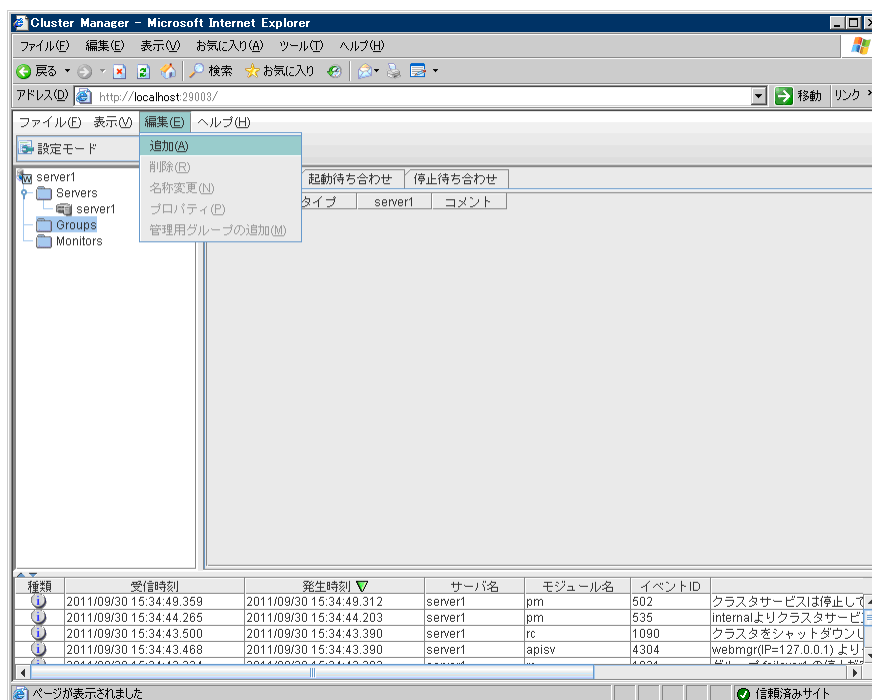 Cluster Manager - Microsoft Internet Explorer
ファイル(F) 編集(E) 表示(V) お気に入り(A) ツール(T) ヘルプ(H)
戻る 検索 お気に入り
アドレス(D) http://localhost:29003/ 移動 リンク »
ファイル(F) 表示(V) 編集(E) ヘルプ(H)
設定モード
追加(A)
削除(R)
名称変更(N)
プロパティ(P)
管理用グループの追加(M)
server1
Servers
server1
Groups
Monitors
起動待ち合わせ 停止待ち合わせ
タイプ server1 コメント
種類 受信時刻 発生時刻 サーバ名 モジュール名 イベントID
2011/09/30 15:34:49.359 2011/09/30 15:34:49.312 server1 pm 502 クラスタサービスは停止して
2011/09/30 15:34:44.265 2011/09/30 15:34:44.203 server1 pm 535 internalよりクラスタサービ
2011/09/30 15:34:43.500 2011/09/30 15:34:43.390 server1 rc 1090 クラスタをシャットダウンし
2011/09/30 15:34:43.468 2011/09/30 15:34:43.390 server1 apisv 4304 webmgr(IP=127.0.0.1) より
ページが表示されました 信頼済みサイト